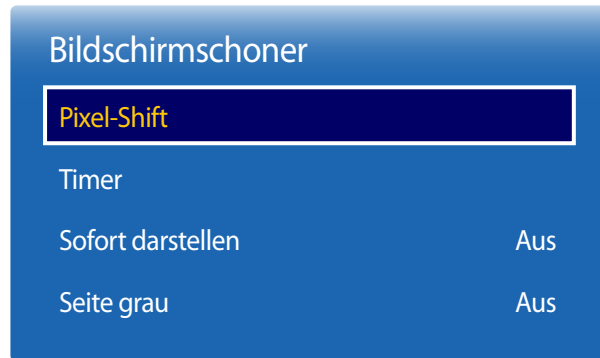 Bildschirmschoner
Pixel-Shift
Timer
Sofort darstellen Aus
Seite grau Aus